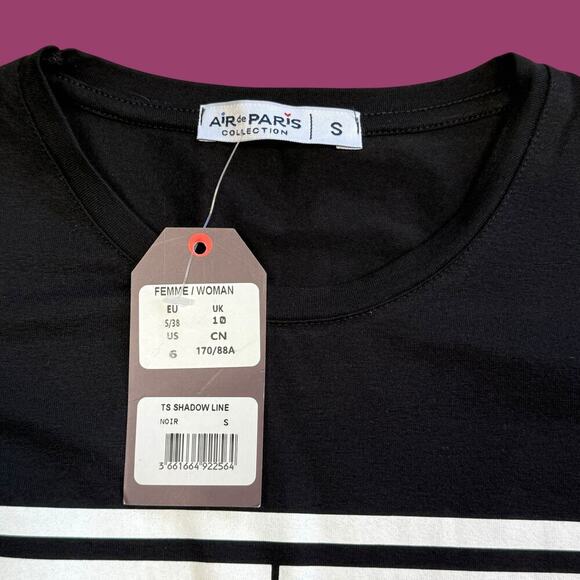 AiR de PARiS
COLLECTION
S
FEMME / WOMAN
EU UK
S/38 10
US CN
6 170/88A
TS SHADOW LINE
NOIR S
3 661664 922564